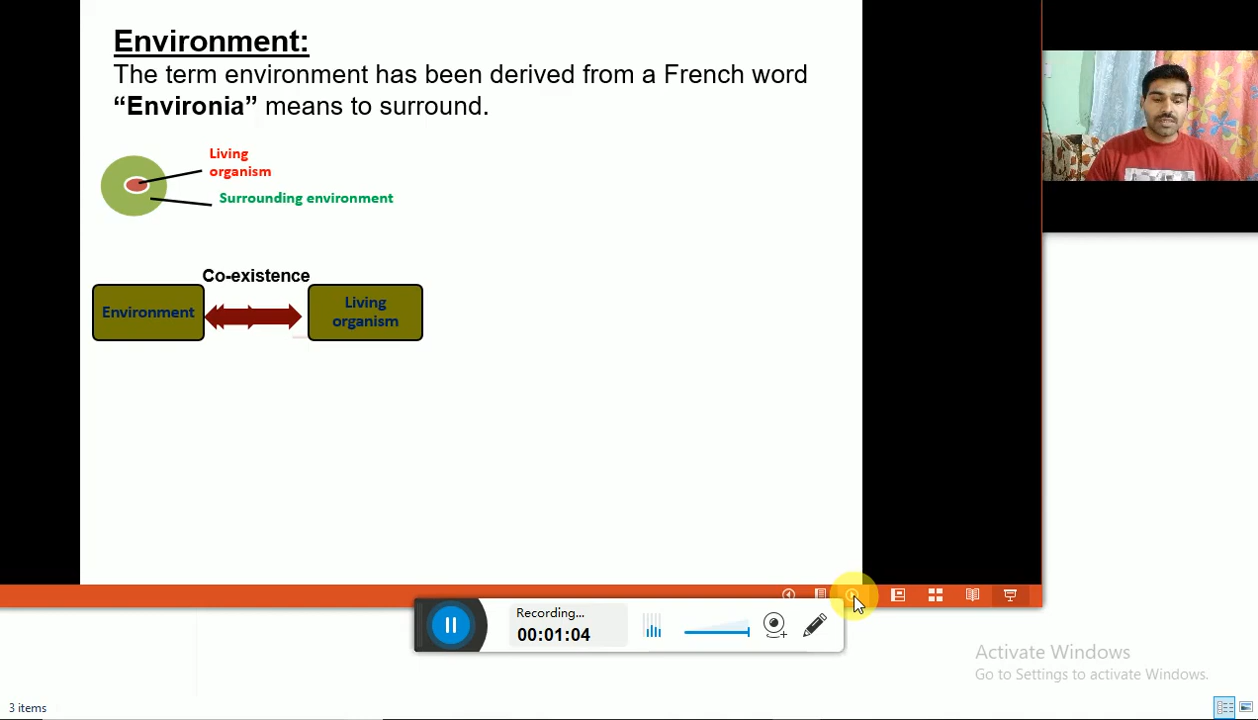 Environment:
The term environment has been derived from a French word
“Environia” means to surround.
Living
organism
Surrounding environment
Co-existence
Environment
Living
organism
Recording...
00:01:04
Activate Windows
Go to Settings to activate Windows.
3 items